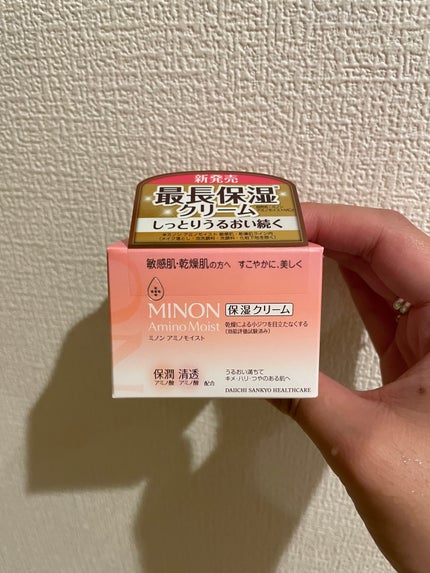 新発売
最長保湿*
クリーム
しっとりうるおい続く
敏感肌・乾燥肌の方へ すこやかに、美しく
MINON 保湿クリーム
Amino Moist 乾燥による小ジワを目立たなくする
ミノン アミノモイスト (効能評価試験済み)
保潤 清透 うるおい満ちて
アミノ酸 アミノ酸 配合 キメ・ハリ・つやのある肌へ
DAIICHI SANKYO HEALTHCARE